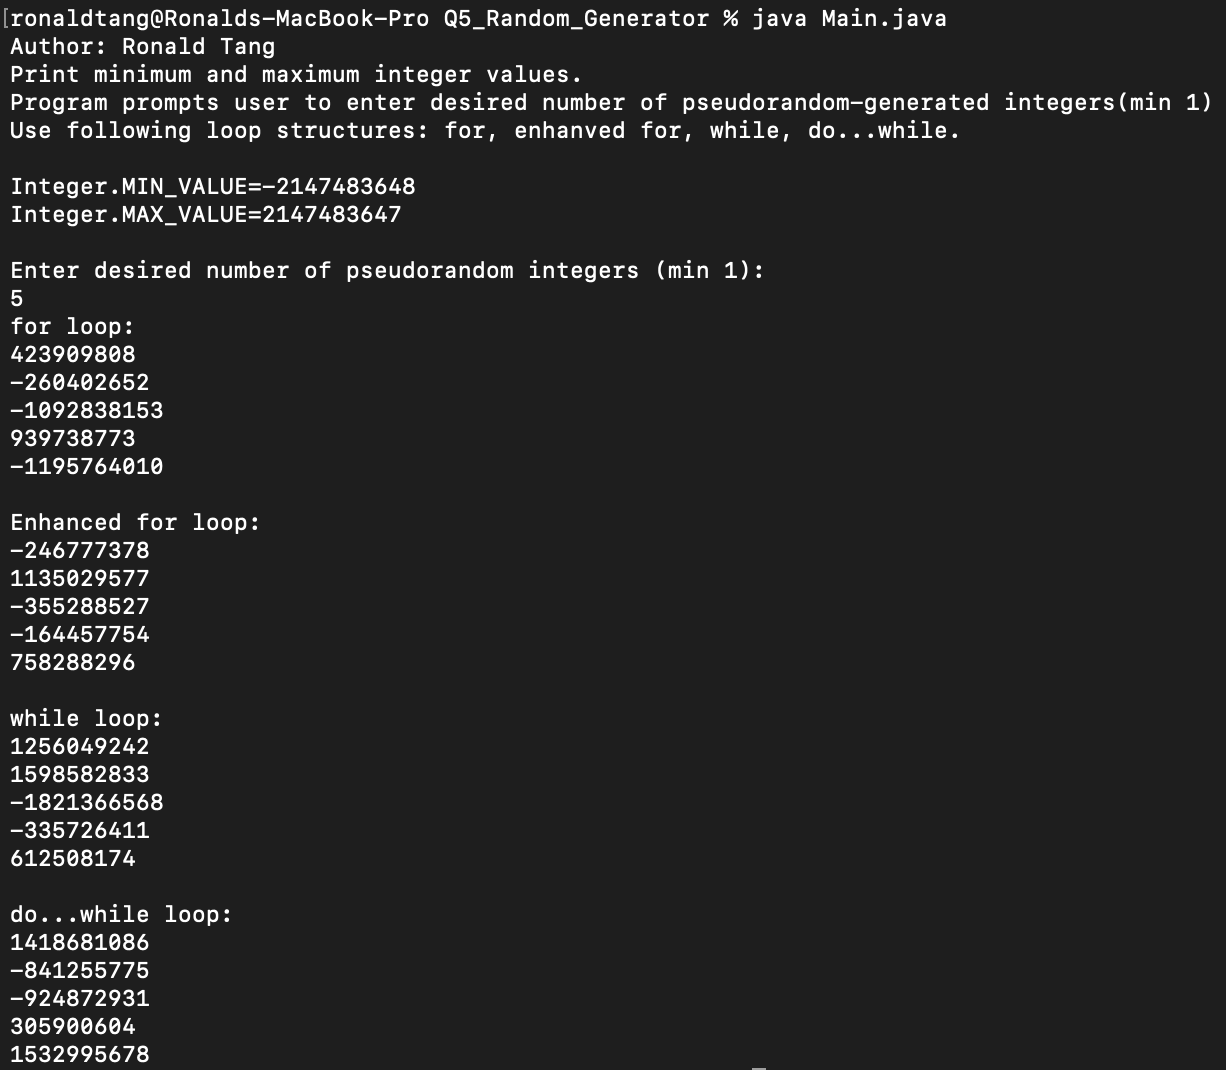 [ronaldtang@Ronalds-MacBook-Pro Q5_Random_Generator % java Main.java
Author: Ronald Tang
Print minimum and maximum integer values.
Program prompts user to enter desired number of pseudorandom-generated integers(min 1)
Use following loop structures: for, enhanved for, while, do...while.

Integer.MIN_VALUE=-2147483648
Integer.MAX_VALUE=2147483647

Enter desired number of pseudorandom integers (min 1):
5
for loop:
423909808
-260402652
-1092838153
939738773
-1195764010

Enhanced for loop:
-246777378
1135029577
-355288527
-164457754
758288296

while loop:
1256049242
1598582833
-1821366568
-335726411
612508174

do...while loop:
1418681086
-841255775
-924872931
305900604
1532995678